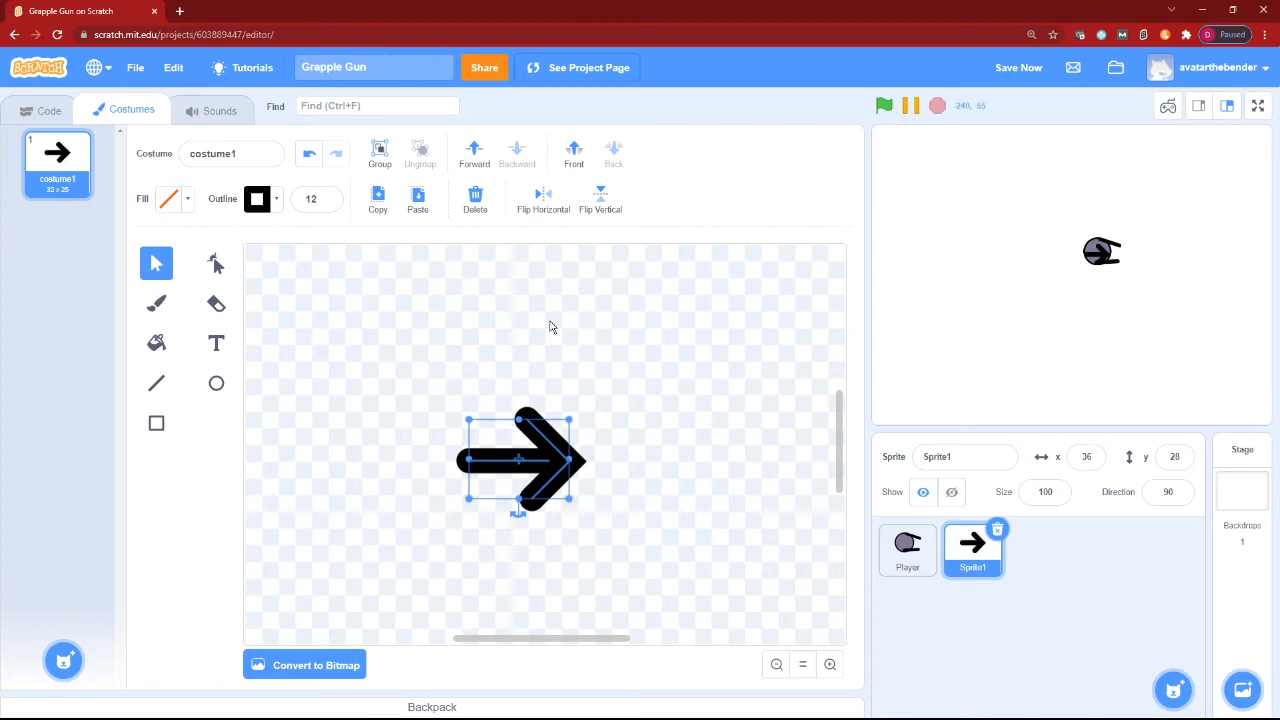 Grapple Gun on Scratch
scratch.mit.edu/projects/603889447/editor/
Paused
SCRATCH
File
Edit
Tutorials
Grapple Gun
Share
See Project Page
Save Now
avatarthebender
Code
Costumes
Sounds
Find
Find (Ctrl+F)
-240, -55
1
costume1
32 x 26
Costume
costume1
Group
Ungroup
Forward
Backward
Front
Back
Fill
Outline
12
Copy
Paste
Delete
Flip Horizontal
Flip Vertical
Convert to Bitmap
Backpack
Sprite
Sprite1
x
36
y
28
Show
Size
100
Direction
90
Player
Sprite1
Stage
Backdrops
1